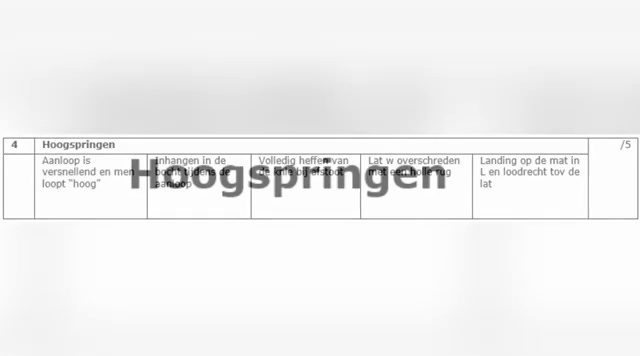 4 Hoogspringen /5
Aanloop is
versnellend en men
loopt "hoog"
Inhangen in de
bocht tijdens de
aanloop
Volledig heffen van
de knie bij afstoot
Lat w overschreden
met een holle rug
Landing op de mat in
L en loodrecht tov de
lat
Hoogspringen